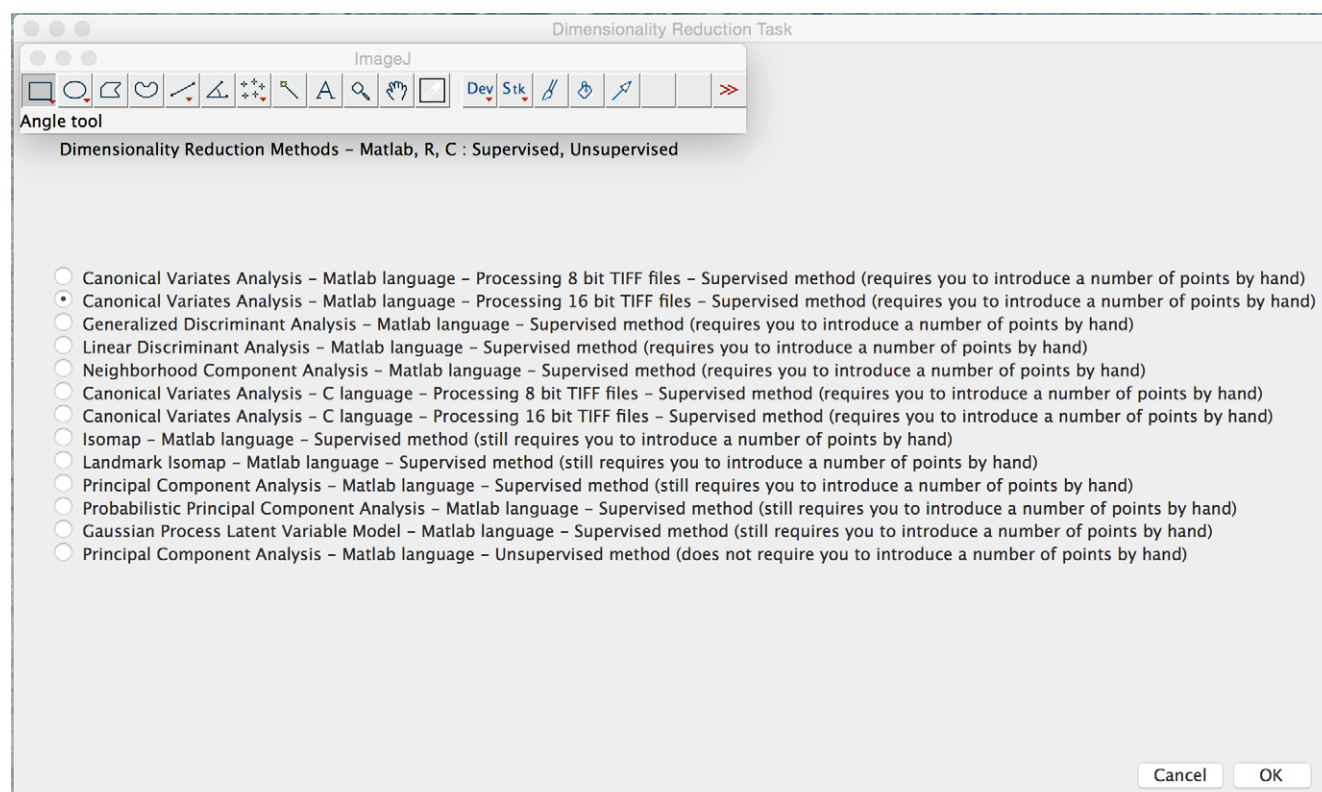 Dimensionality Reduction Task
ImageJ
A Dev Stk >>
Angle tool
Dimensionality Reduction Methods – Matlab, R, C : Supervised, Unsupervised
Canonical Variates Analysis – Matlab language – Processing 8 bit TIFF files – Supervised method (requires you to introduce a number of points by hand)
Canonical Variates Analysis – Matlab language – Processing 16 bit TIFF files – Supervised method (requires you to introduce a number of points by hand)
Generalized Discriminant Analysis – Matlab language – Supervised method (requires you to introduce a number of points by hand)
Linear Discriminant Analysis – Matlab language – Supervised method (requires you to introduce a number of points by hand)
Neighborhood Component Analysis – Matlab language – Supervised method (requires you to introduce a number of points by hand)
Canonical Variates Analysis – C language – Processing 8 bit TIFF files – Supervised method (requires you to introduce a number of points by hand)
Canonical Variates Analysis – C language – Processing 16 bit TIFF files – Supervised method (requires you to introduce a number of points by hand)
Isomap – Matlab language – Supervised method (still requires you to introduce a number of points by hand)
Landmark Isomap – Matlab language – Supervised method (still requires you to introduce a number of points by hand)
Principal Component Analysis – Matlab language – Supervised method (still requires you to introduce a number of points by hand)
Probabilistic Principal Component Analysis – Matlab language – Supervised method (still requires you to introduce a number of points by hand)
Gaussian Process Latent Variable Model – Matlab language – Supervised method (still requires you to introduce a number of points by hand)
Principal Component Analysis – Matlab language – Unsupervised method (does not require you to introduce a number of points by hand)
Cancel OK